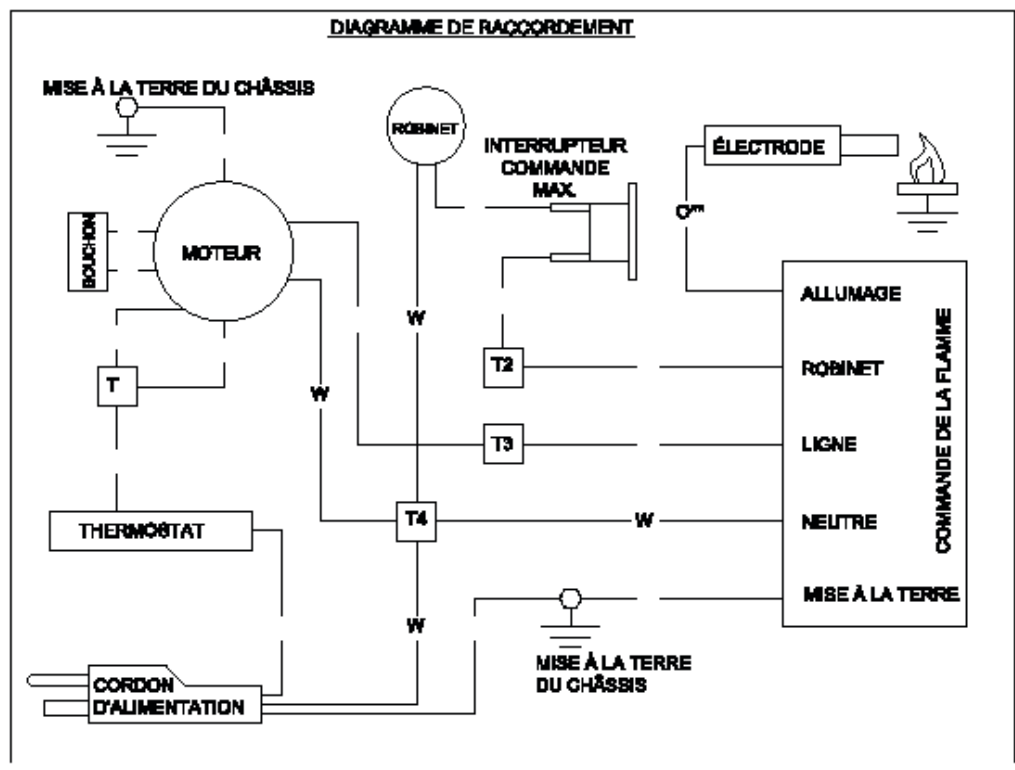 DIAGRAMME DE RACCORDEMENT
MISE À LA TERRE DU CHÂSSIS
ROBINET
INTERRUPTEUR
COMMANDE
MAX.
ÉLECTRODE
BOUCHON
MOTEUR
ALLUMAGE
W
T2
ROBINET
T
W
T3
LIGNE
COMMANDE DE LA FLAMME
THERMOSTAT
T4
W
NEUTRE
MISE À LA TERRE
W
MISE À LA TERRE
DU CHÂSSIS
CORDON
D'ALIMENTATION